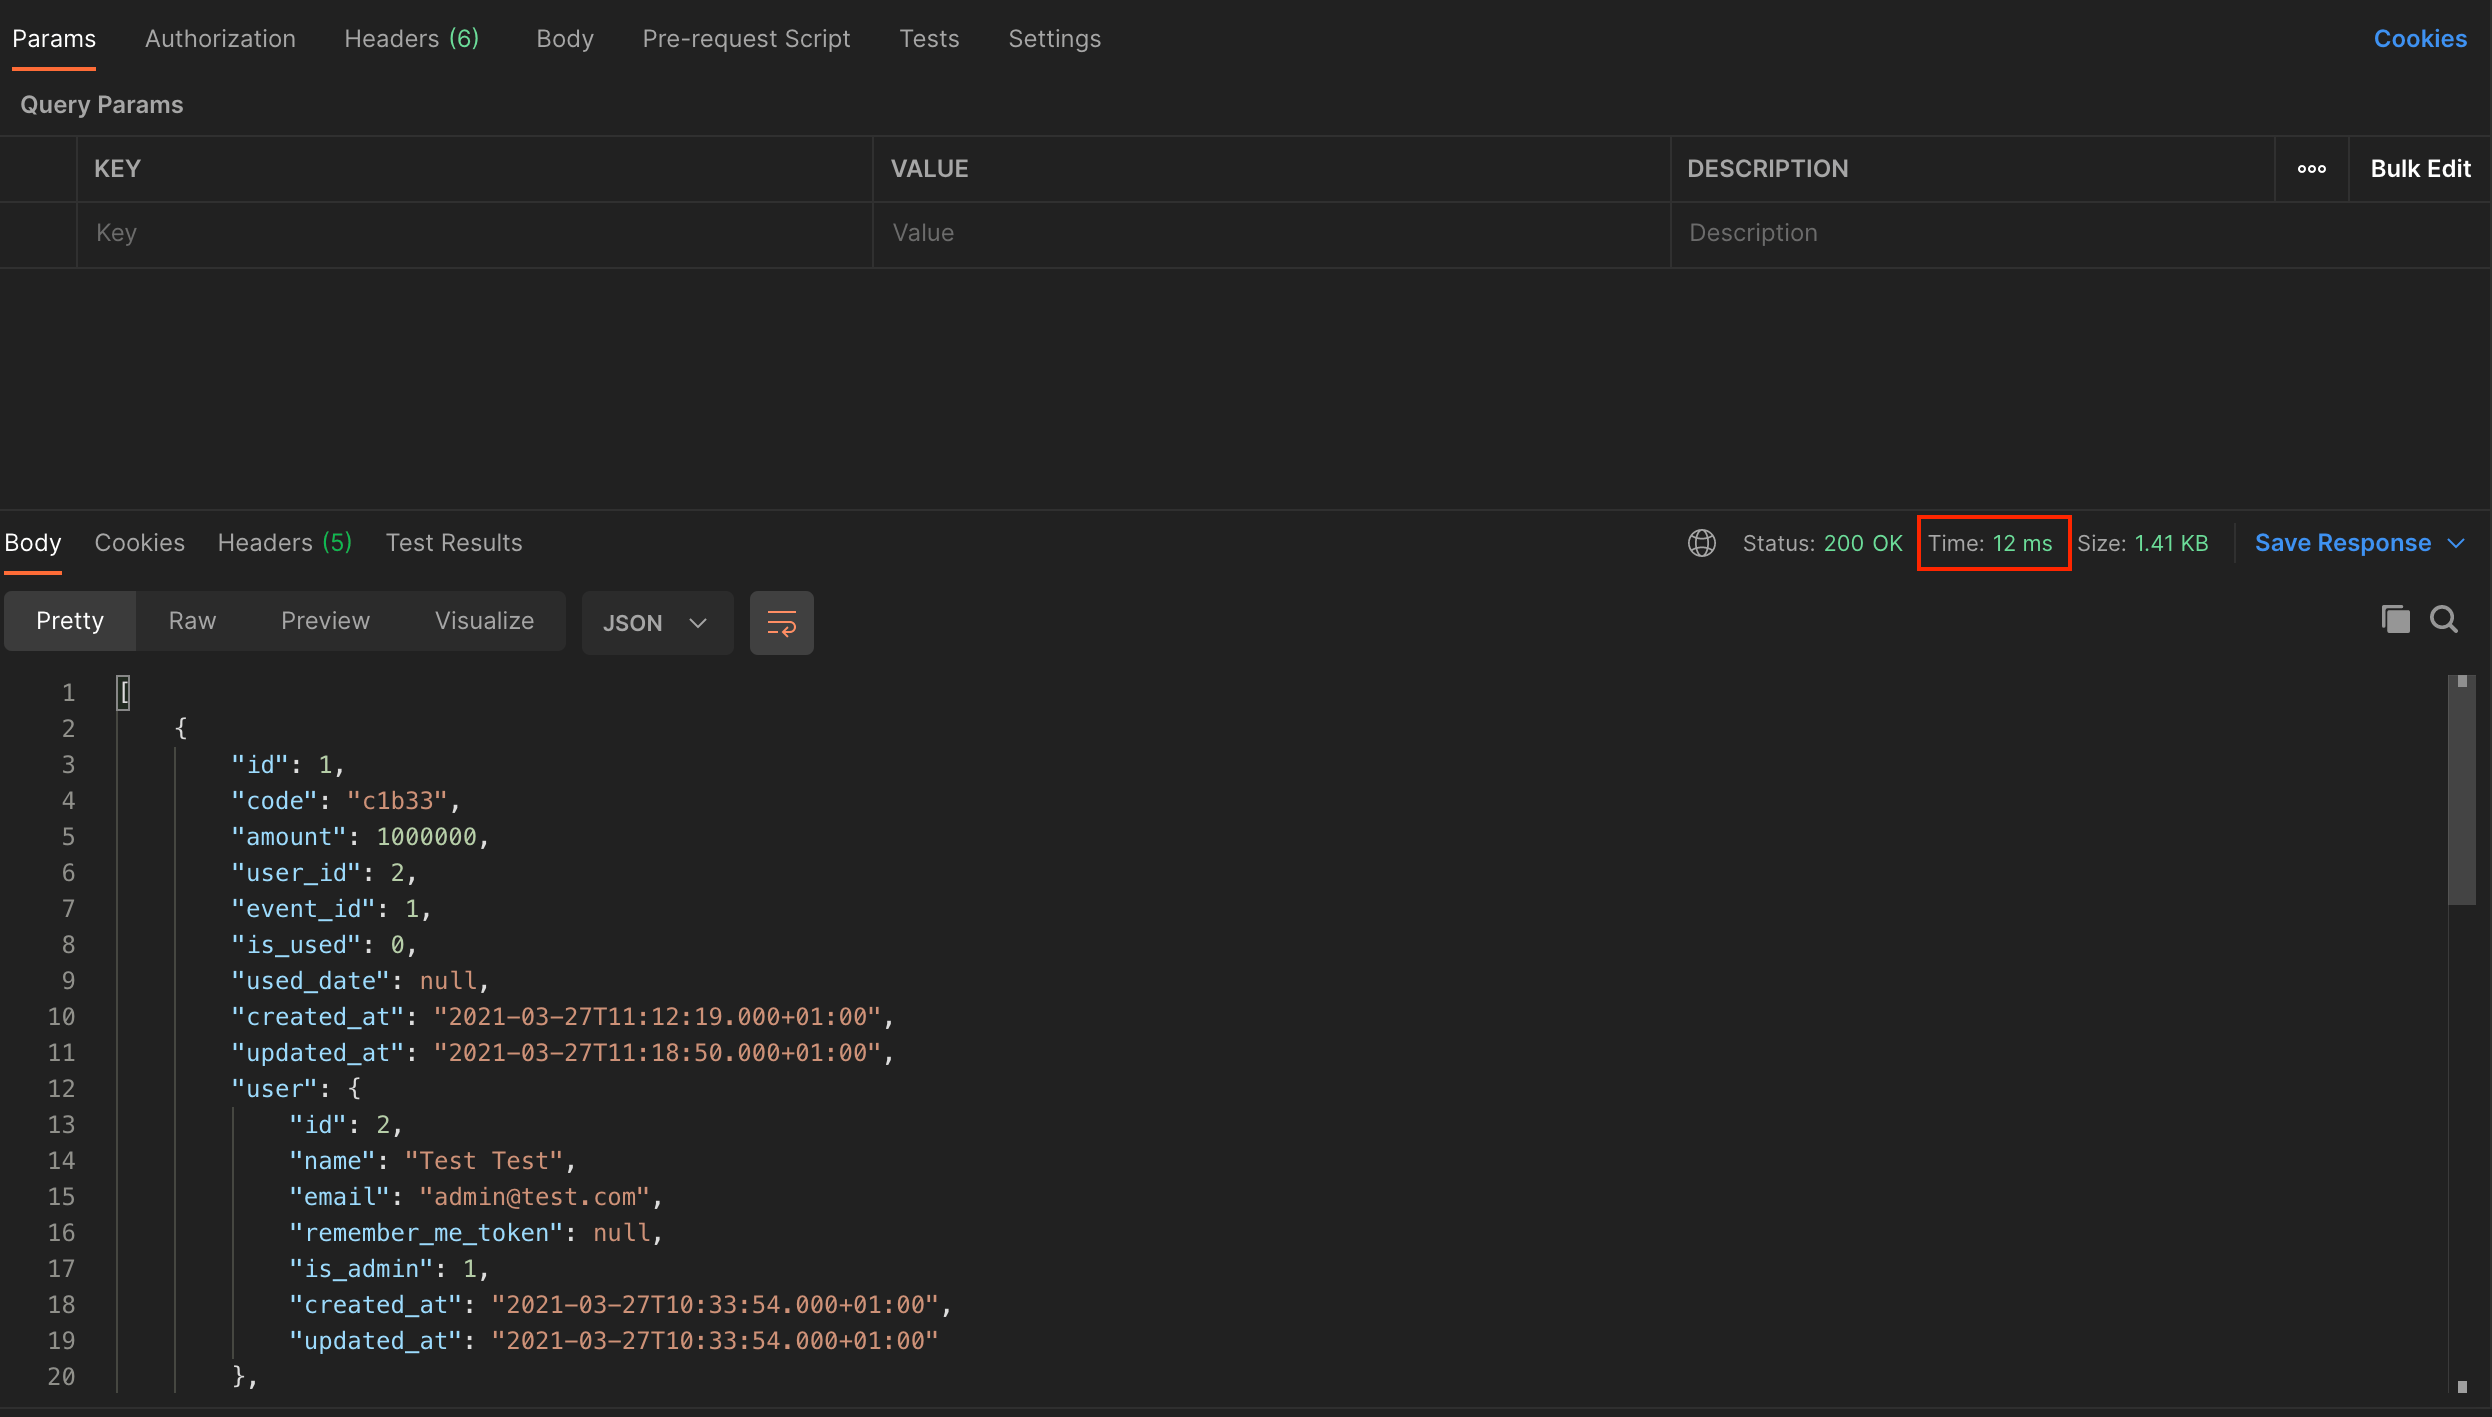 Params Authorization Headers (6) Body Pre-request Script Tests Settings Cookies
Query Params
KEY VALUE DESCRIPTION ooo Bulk Edit
Key Value Description
Body Cookies Headers (5) Test Results Status: 200 OK Time: 12 ms Size: 1.41 KB Save Response
Pretty Raw Preview Visualize JSON
1 [
2 {
3 "id": 1,
4 "code": "c1b33",
5 "amount": 1000000,
6 "user_id": 2,
7 "event_id": 1,
8 "is_used": 0,
9 "used_date": null,
10 "created_at": "2021-03-27T11:12:19.000+01:00",
11 "updated_at": "2021-03-27T11:18:50.000+01:00",
12 "user": {
13 "id": 2,
14 "name": "Test Test",
15 "email": "admin@test.com",
16 "remember_me_token": null,
17 "is_admin": 1,
18 "created_at": "2021-03-27T10:33:54.000+01:00",
19 "updated_at": "2021-03-27T10:33:54.000+01:00"
20 },